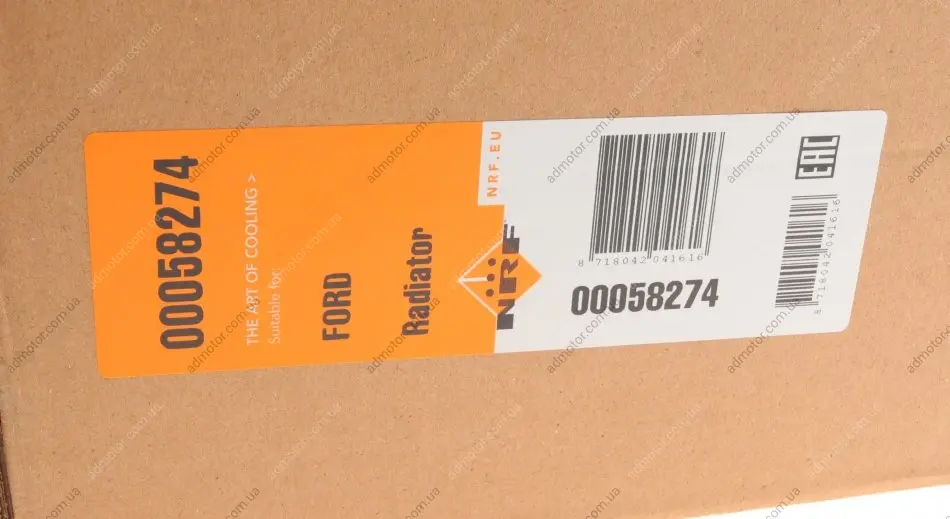 00058274
THE ART OF COOLING >
Suitable for:
FORD
Radiator
NRF.EU
NRF
8 718042 041616
00058274
EAC
8 718042 041616
admotor.com.ua